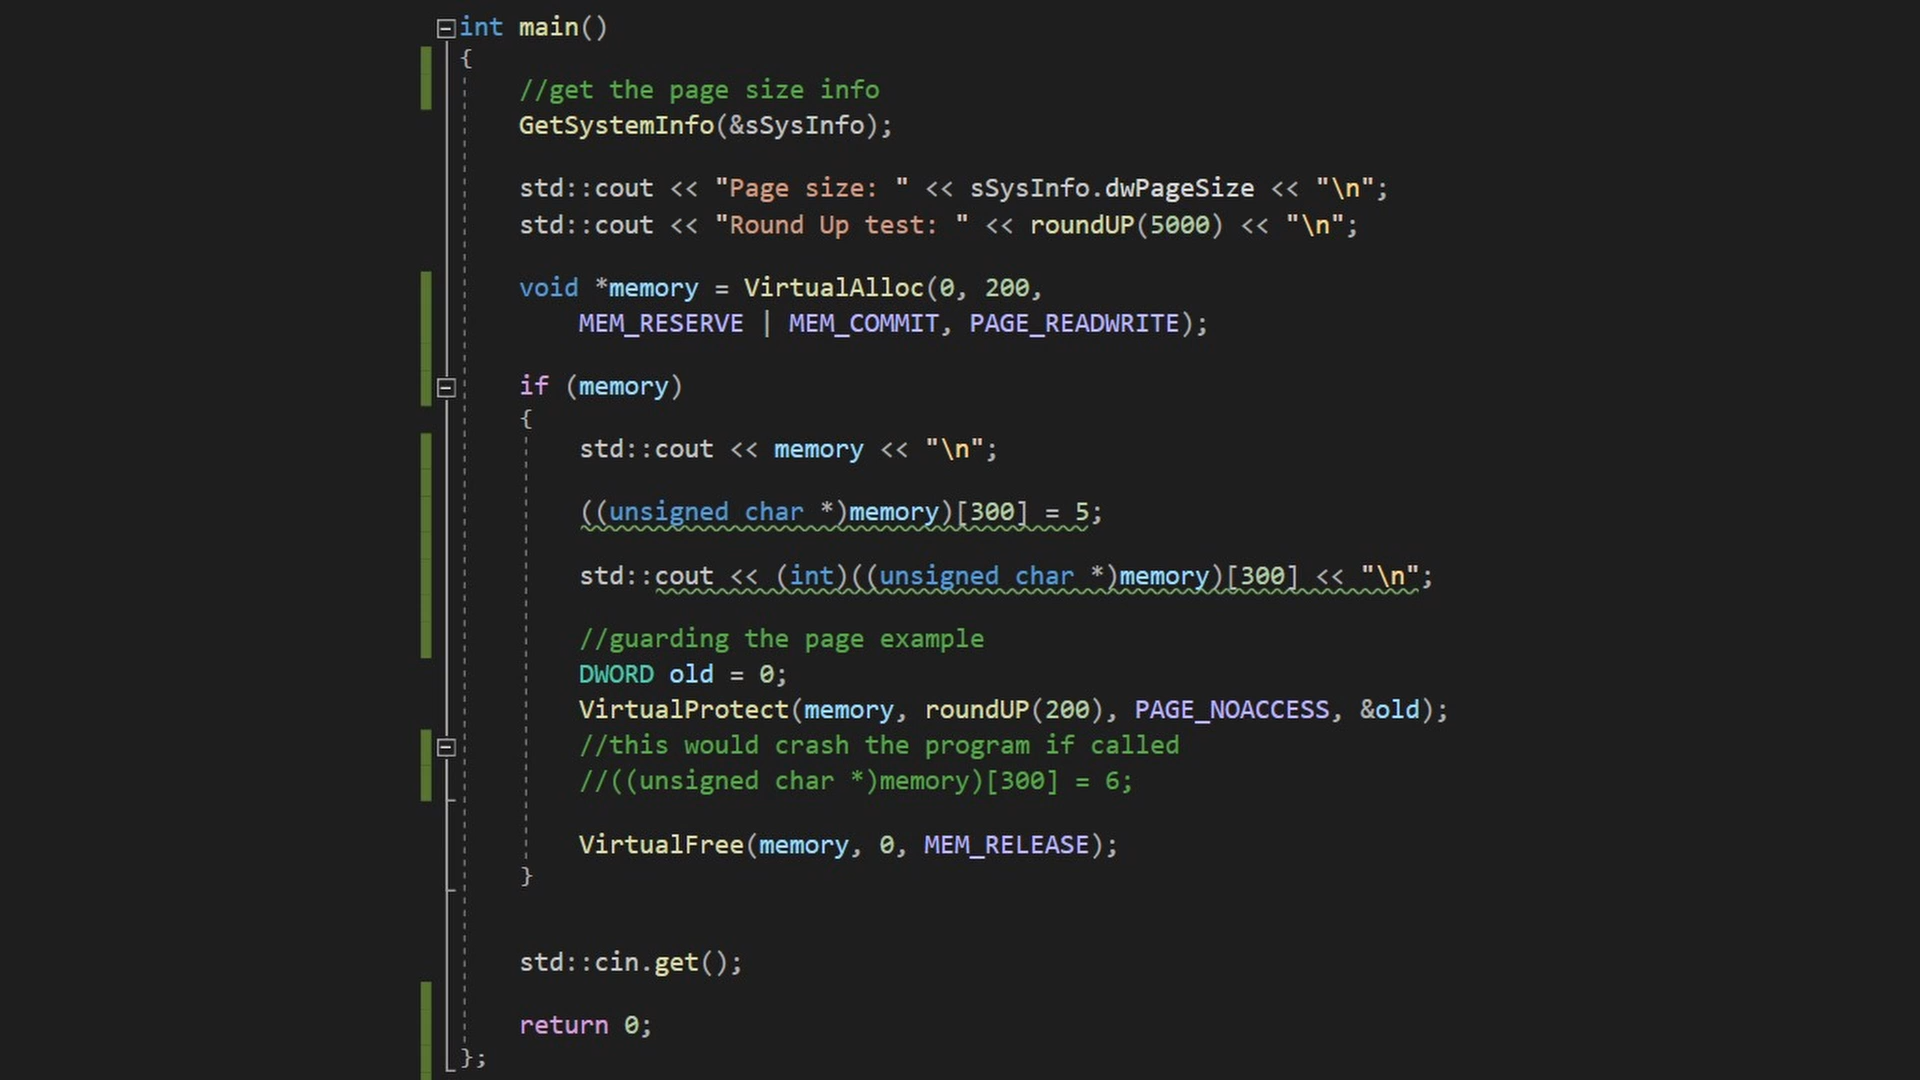 int main()
{
//get the page size info
GetSystemInfo(&sSysInfo);
std::cout << "Page size: " << sSysInfo.dwPageSize << "\n";
std::cout << "Round Up test: " << roundUP(5000) << "\n";
void *memory = VirtualAlloc(0, 200,
MEM_RESERVE | MEM_COMMIT, PAGE_READWRITE);
if (memory)
{
std::cout << memory << "\n";
((unsigned char *)memory)[300] = 5;
std::cout << (int)((unsigned char *)memory)[300] << "\n";
//guarding the page example
DWORD old = 0;
VirtualProtect(memory, roundUP(200), PAGE_NOACCESS, &old);
//this would crash the program if called
//((unsigned char *)memory)[300] = 6;
VirtualFree(memory, 0, MEM_RELEASE);
}
std::cin.get();
return 0;
};